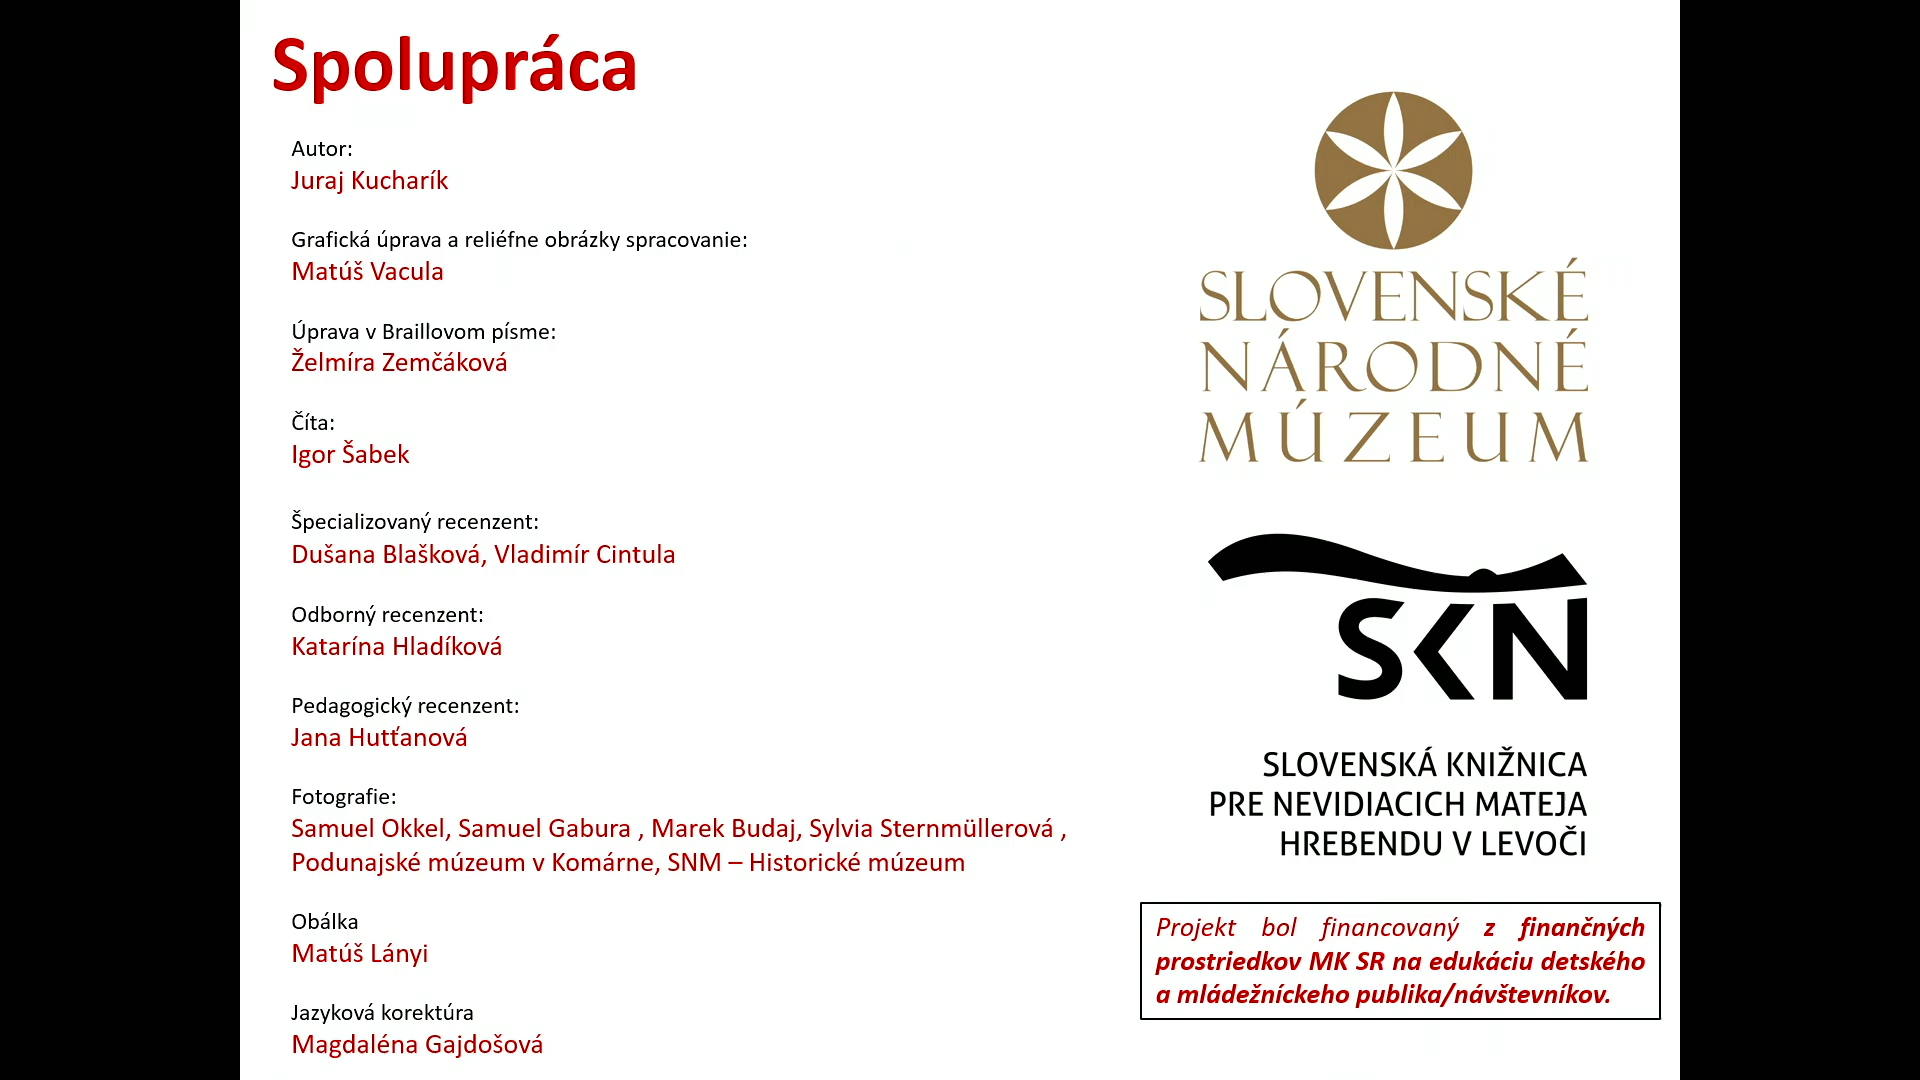 Spolupráca
Autor:
Juraj Kucharík
Grafická úprava a reliéfne obrázky spracovanie:
Matúš Vacula
Úprava v Braillovom písme:
Želmíra Zemčáková
Číta:
Igor Šabek
Špecializovaný recenzent:
Dušana Blašková, Vladimír Cintula
Odborný recenzent:
Katarína Hladíková
Pedagogický recenzent:
Jana Hutťanová
Fotografie:
Samuel Okkel, Samuel Gabura , Marek Budaj, Sylvia Sternmüllerová ,
Podunajské múzeum v Komárne, SNM – Historické múzeum
Obálka
Matúš Lányi
Jazyková korektúra
Magdaléna Gajdošová
SLOVENSKÉ
NÁRODNÉ
MÚZEUM
SKN
SLOVENSKÁ KNIŽNICA
PRE NEVIDIACICH MATEJA
HREBENDU V LEVOČI
Projekt bol financovaný z finančných
prostriedkov MK SR na edukáciu detského
a mládežníckeho publika/návštevníkov.